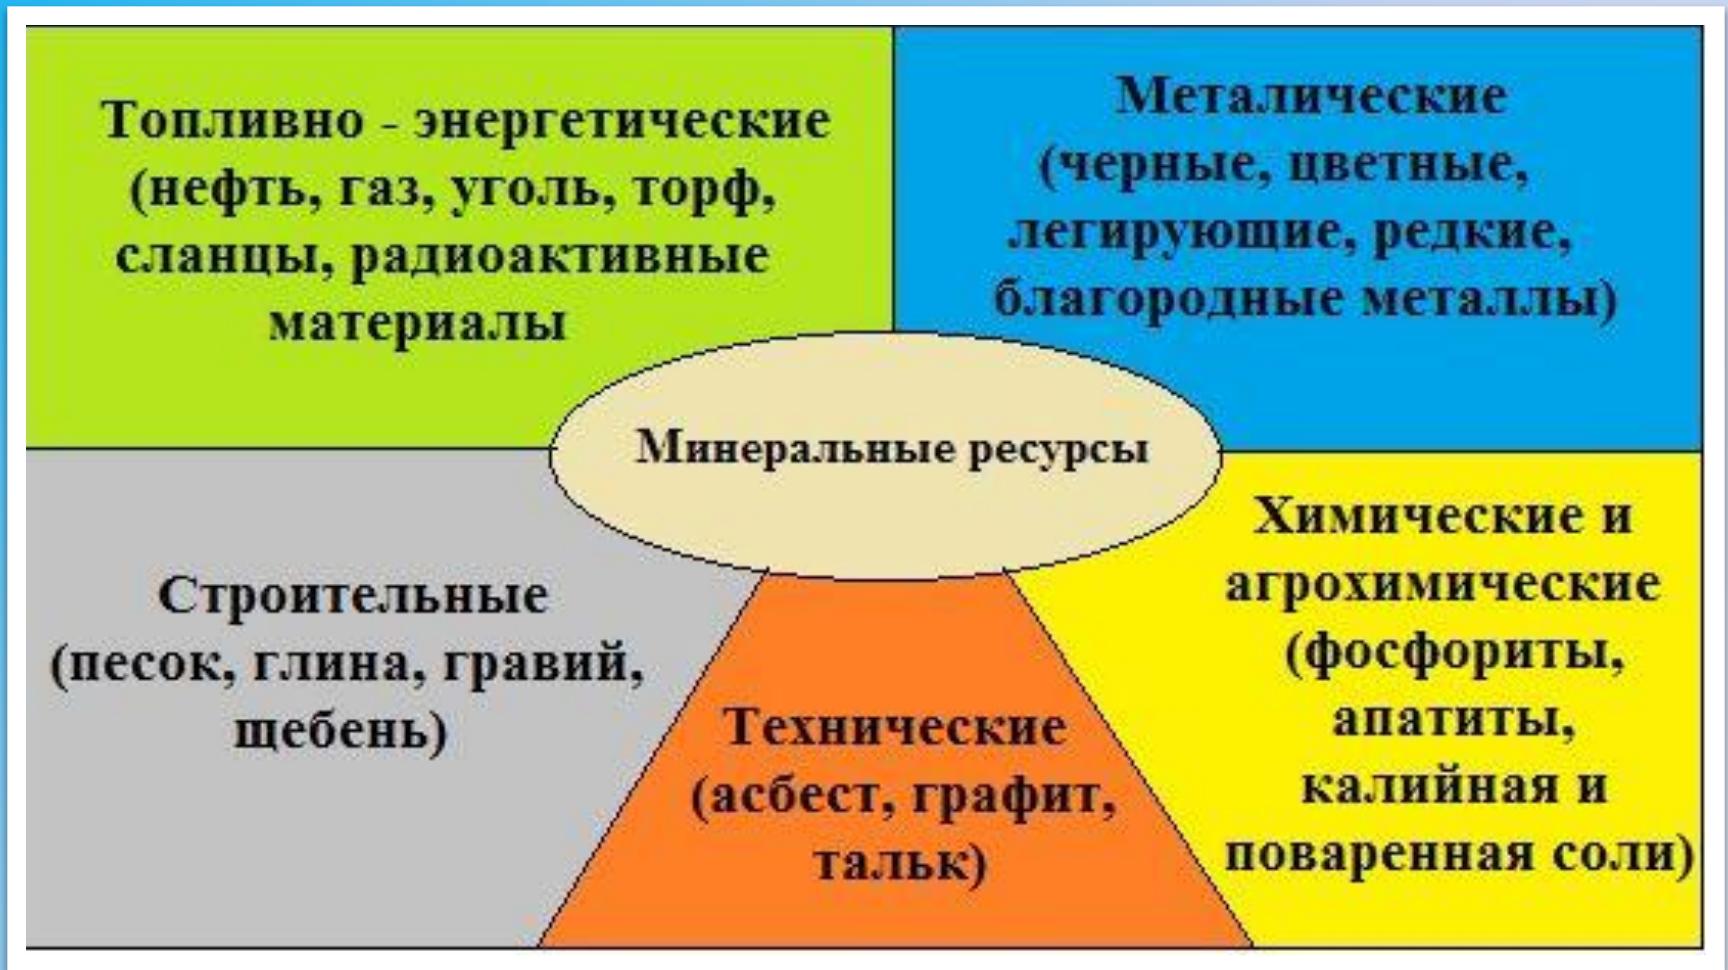 Топливно - энергетические
(нефть, газ, уголь, торф,
сланцы, радиоактивные
материалы
Металические
(черные, цветные,
легирующие, редкие,
благородные металлы)
Минеральные ресурсы
Строительные
(песок, глина, гравий,
щебень)
Технические
(асбест, графит,
тальк)
Химические и
агрохимические
(фосфориты,
апатиты,
калийная и
поваренная соли)